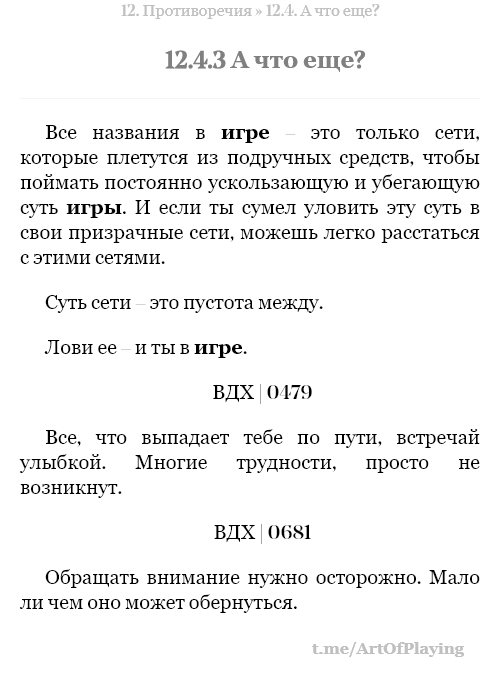 12. Противоречия » 12.4. А что еще?
12.4.3 А что еще?
Все названия в игре – это только сети,
которые плетутся из подручных средств, чтобы
поймать постоянно ускользающую и убегающую
суть игры. И если ты сумел уловить эту суть в
свои призрачные сети, можешь легко расстаться
с этими сетями.
Суть сети – это пустота между.
Лови ее – и ты в игре.
ВДХ | 0479
Все, что выпадает тебе по пути, встречай
улыбкой. Многие трудности, просто не
возникнут.
ВДХ | 0681
Обращать внимание нужно осторожно. Мало
ли чем оно может обернуться.
t.me/ArtOfPlaying